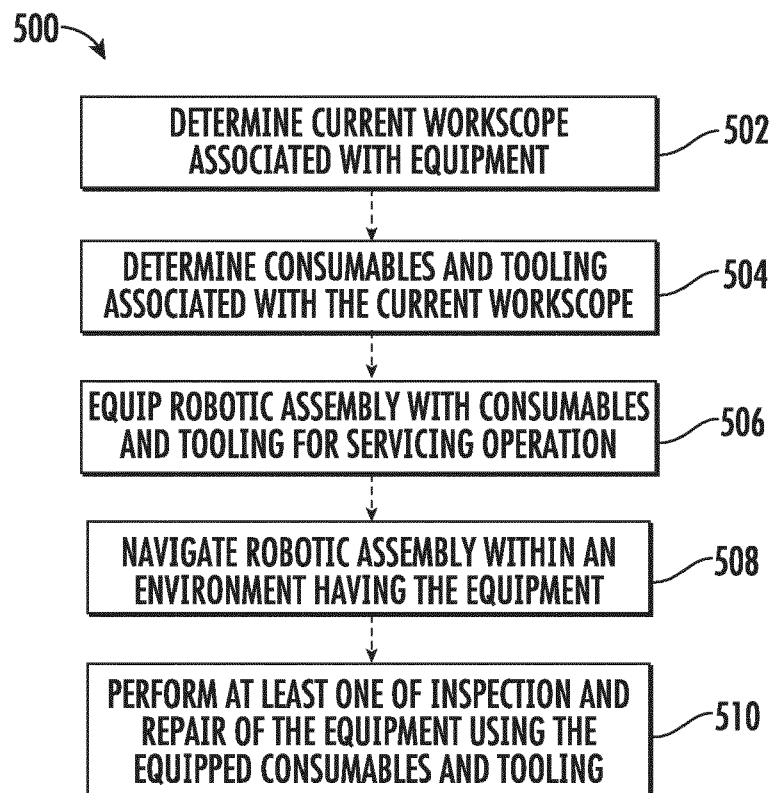 500
DETERMINE CURRENT WORKSCOPE
ASSOCIATED WITH EQUIPMENT
502
DETERMINE CONSUMABLES AND TOOLING
ASSOCIATED WITH THE CURRENT WORKSCOPE
504
EQUIP ROBOTIC ASSEMBLY WITH CONSUMABLES
AND TOOLING FOR SERVICING OPERATION
506
NAVIGATE ROBOTIC ASSEMBLY WITHIN AN
ENVIRONMENT HAVING THE EQUIPMENT
508
PERFORM AT LEAST ONE OF INSPECTION AND
REPAIR OF THE EQUIPMENT USING THE
EQUIPPED CONSUMABLES AND TOOLING
510